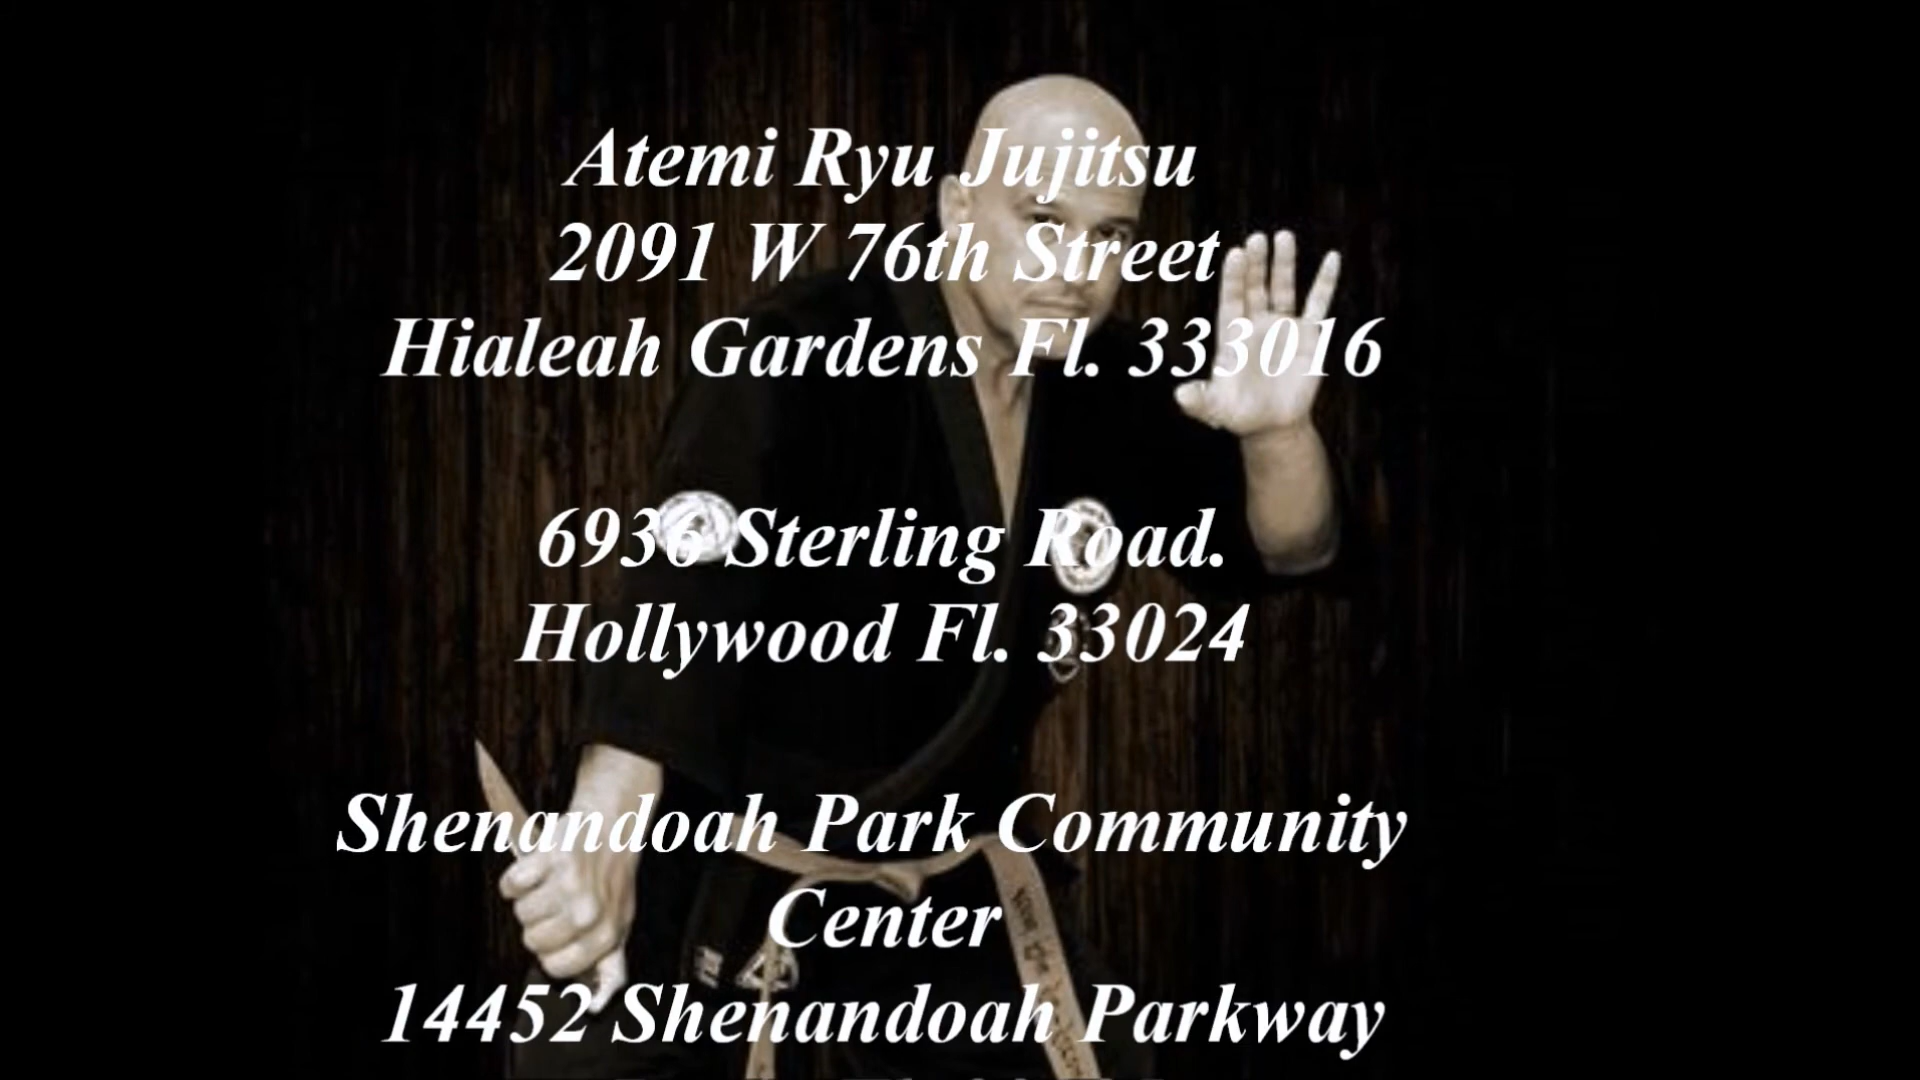 Atemi Ryu Jujitsu
2091 W 76th Street
Hialeah Gardens Fl. 333016
6936 Sterling Road.
Hollywood Fl. 33024
Shenandoah Park Community
Center
14452 Shenandoah Parkway